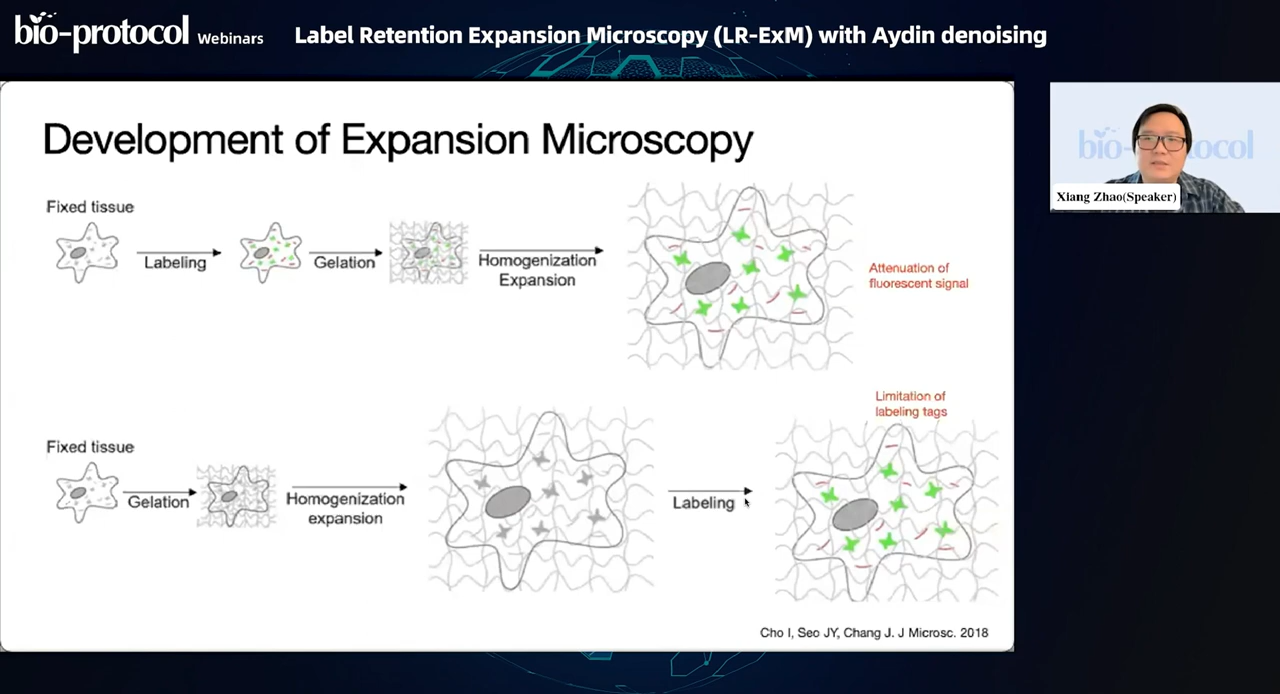 bio-protocol Webinars
Label Retention Expansion Microscopy (LR-ExM) with Aydin denoising
Development of Expansion Microscopy
Fixed tissue
Labeling
Gelation
Homogenization
Expansion
Attenuation of
fluorescent signal
Fixed tissue
Gelation
Homogenization
expansion
Labeling
Limitation of
labeling tags
Cho I, Seo JY, Chang J. J Microsc. 2018
bio-protocol
Xiang Zhao(Speaker)